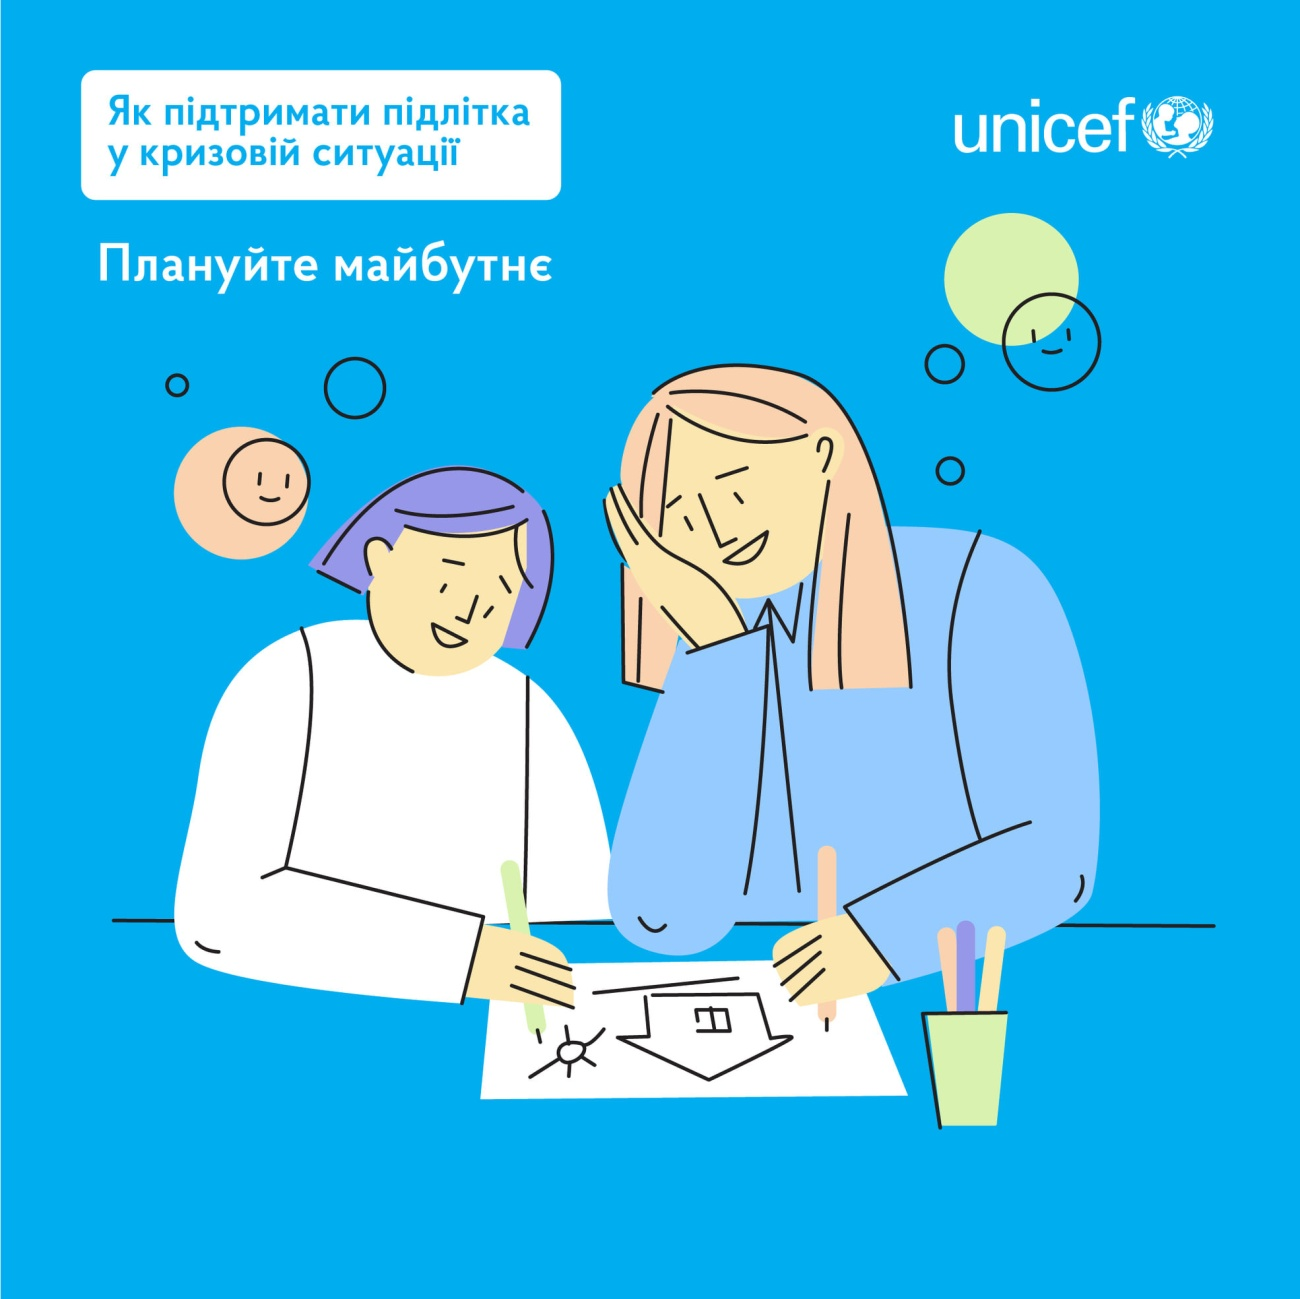 Як підтримати підлітка
у кризовій ситуації
unicef
Плануйте майбутнє